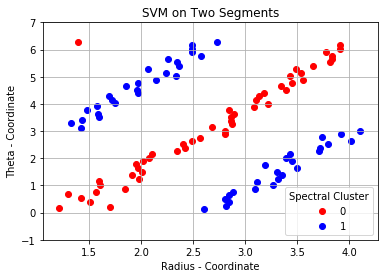 SVM on Two Segments
Theta - Coordinate
7
6
5
4
3
2
1
0
−1
1.5 2.0 2.5 3.0 3.5 4.0
Radius - Coordinate
Spectral Cluster
0
1